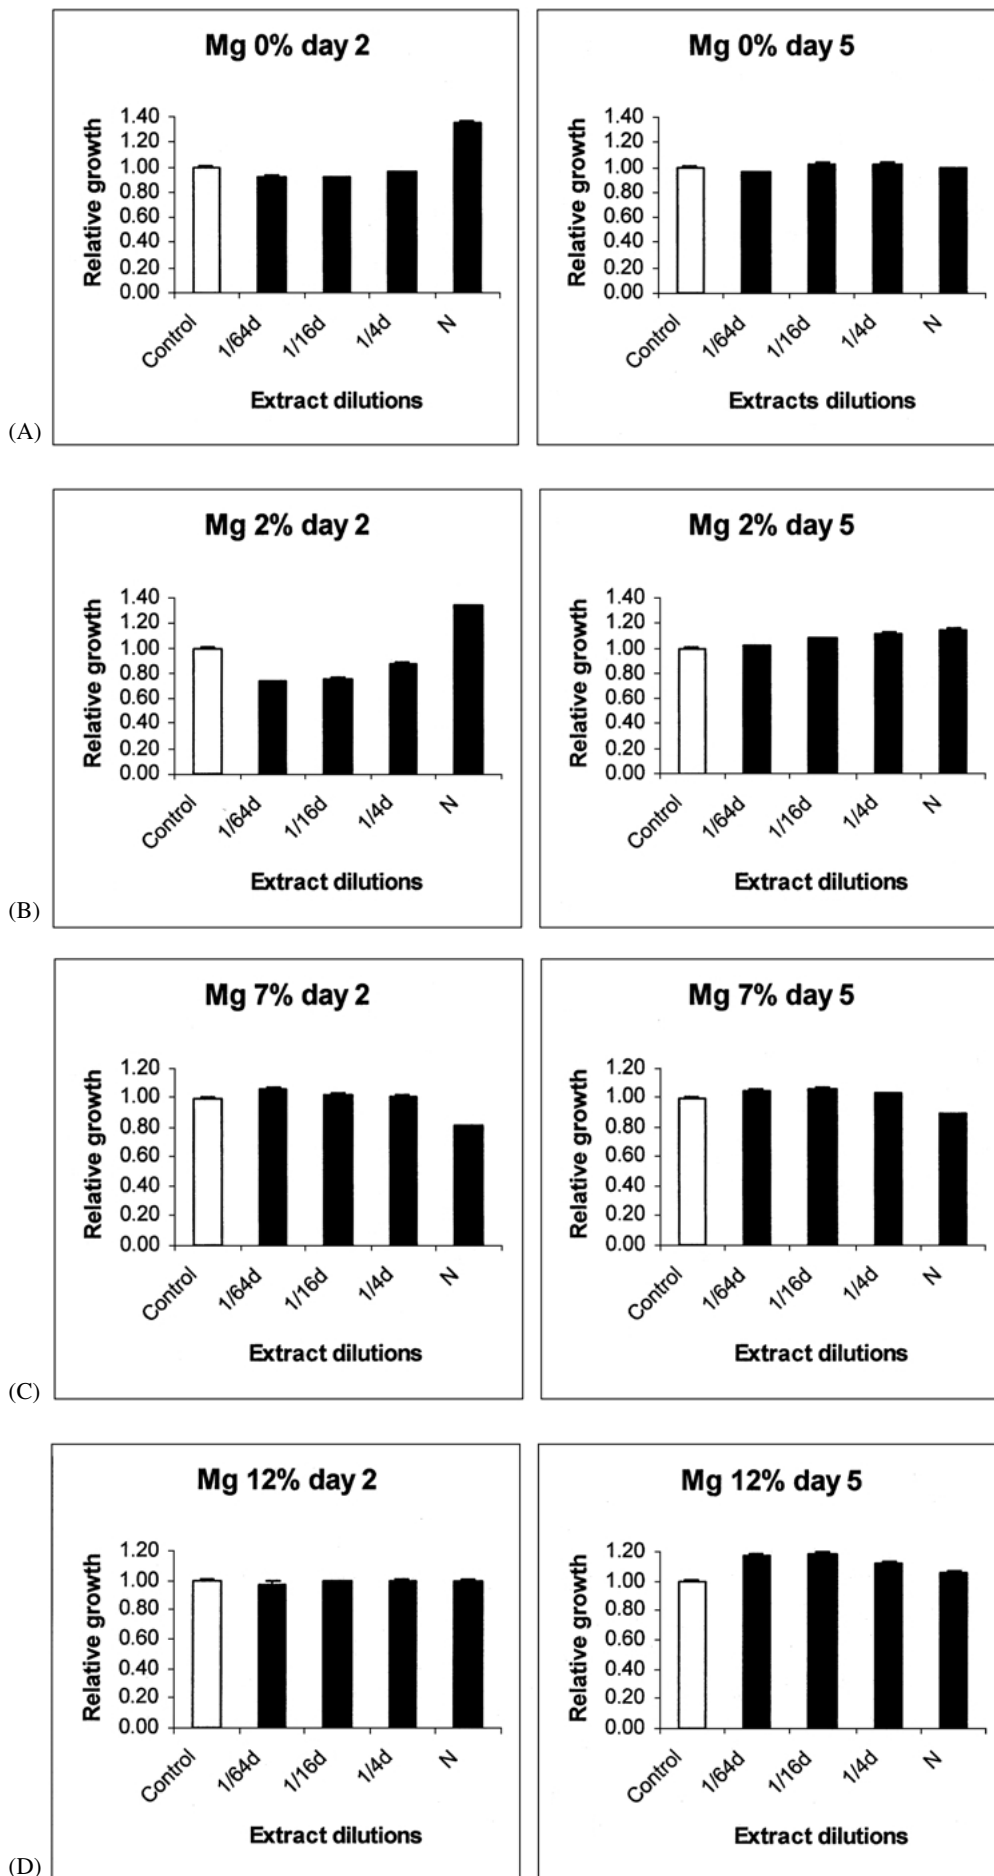 Mg 0% day 2
1.40
1.20
1.00
0.80
0.60
0.40
0.20
0.00
Relative growth
Control
1/64d
1/16d
1/4d
N
Extract dilutions
Mg 0% day 5
1.40
1.20
1.00
0.80
0.60
0.40
0.20
0.00
Relative growth
Control
1/64d
1/16d
1/4d
N
Extracts dilutions
(A)
Mg 2% day 2
1.40
1.20
1.00
0.80
0.60
0.40
0.20
0.00
Relative growth
Control
1/64d
1/16d
1/4d
N
Extract dilutions
Mg 2% day 5
1.40
1.20
1.00
0.80
0.60
0.40
0.20
0.00
Relative growth
Control
1/64d
1/16d
1/4d
N
Extract dilutions
(B)
Mg 7% day 2
1.20
1.00
0.80
0.60
0.40
0.20
0.00
Relative growth
Control
1/64d
1/16d
1/4d
N
Extract dilutions
Mg 7% day 5
1.20
1.00
0.80
0.60
0.40
0.20
0.00
Relative growth
Control
1/64d
1/16d
1/4d
N
Extract dilutions
(C)
Mg 12% day 2
1.20
1.00
0.80
0.60
0.40
0.20
0.00
Relative growth
Control
1/64d
1/16d
1/4d
N
Extract dilutions
Mg 12% day 5
1.20
1.00
0.80
0.60
0.40
0.20
0.00
Relative growth
Control
1/64d
1/16d
1/4d
N
Extract dilutions
(D)